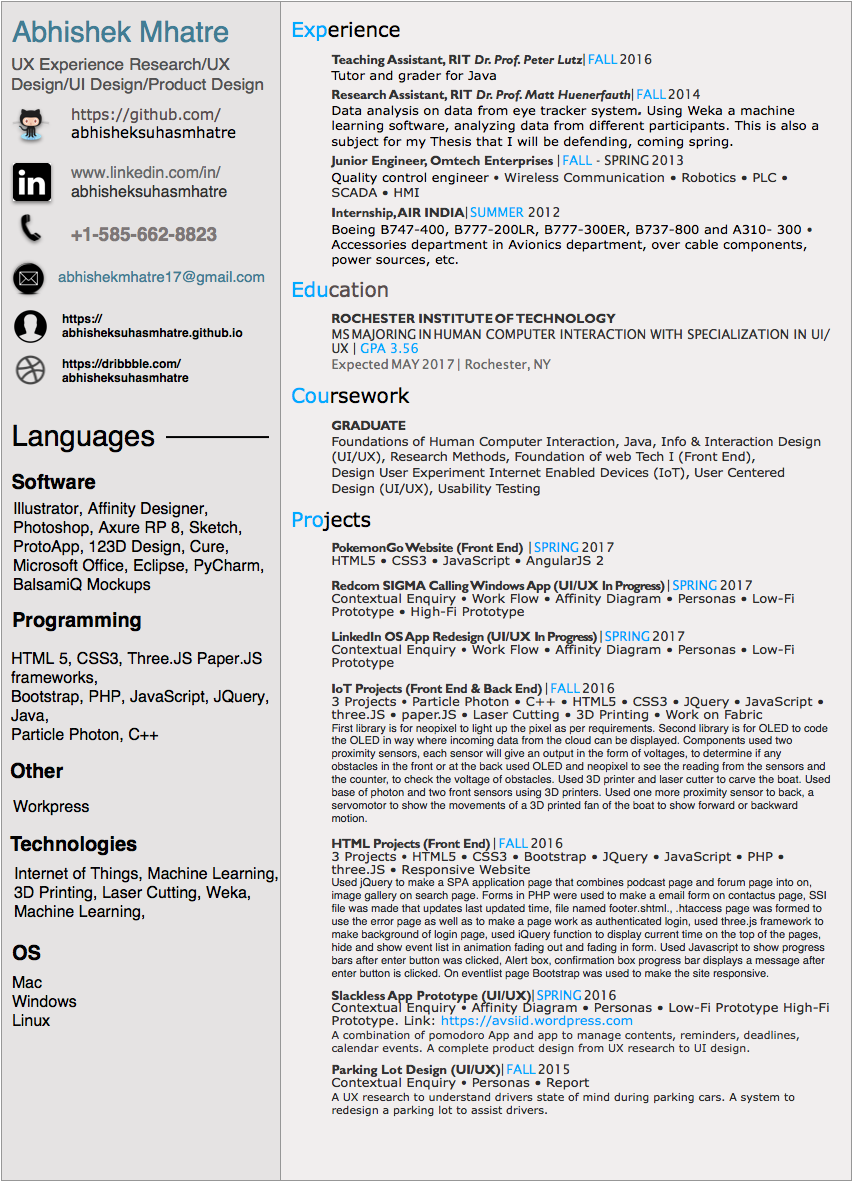 Abhishek Mhatre
UX Experience Research/UX
Design/UI Design/Product Design
https://github.com/
abhisheksuhasmhatre
www.linkedin.com/in/
abhisheksuhasmhatre
+1-585-662-8823
abhishekmhatre17@gmail.com
https://
abhisheksuhasmhatre.github.io
https://dribbble.com/
abhisheksuhasmhatre
Languages
Software
Illustrator, Affinity Designer,
Photoshop, Axure RP 8, Sketch,
ProtoApp, 123D Design, Cure,
Microsoft Office, Eclipse, PyCharm,
BalsamiQ Mockups
Programming
HTML 5, CSS3, Three.JS Paper.JS
frameworks,
Bootstrap, PHP, JavaScript, JQuery,
Java,
Particle Photon, C++
Other
Workpress
Technologies
Internet of Things, Machine Learning,
3D Printing, Laser Cutting, Weka,
Machine Learning,
OS
Mac
Windows
Linux
Experience
Teaching Assistant, RIT Dr. Prof. Peter Lutz|FALL 2016
Tutor and grader for Java
Research Assistant, RIT Dr. Prof. Matt Huenerfauth|FALL 2014
Data analysis on data from eye tracker system. Using Weka a machine
learning software, analyzing data from different participants. This is also a
subject for my Thesis that I will be defending, coming spring.
Junior Engineer, Omtech Enterprises |FALL - SPRING 2013
Quality control engineer • Wireless Communication • Robotics • PLC •
SCADA • HMI
Internship, AIR INDIA|SUMMER 2012
Boeing B747-400, B777-200LR, B777-300ER, B737-800 and A310- 300 •
Accessories department in Avionics department, over cable components,
power sources, etc.
Education
ROCHESTER INSTITUTE OF TECHNOLOGY
MS MAJORING IN HUMAN COMPUTER INTERACTION WITH SPECIALIZATION IN UI/
UX | GPA 3.56
Expected MAY 2017 | Rochester, NY
Coursework
GRADUATE
Foundations of Human Computer Interaction, Java, Info & Interaction Design
(UI/UX), Research Methods, Foundation of web Tech I (Front End),
Design User Experiment Internet Enabled Devices (IoT), User Centered
Design (UI/UX), Usability Testing
Projects
PokemonGo Website (Front End) |SPRING 2017
HTML5 • CSS3 • JavaScript • AngularJS 2
Redcom SIGMA Calling Windows App (UI/UX In Progress)|SPRING 2017
Contextual Enquiry • Work Flow • Affinity Diagram • Personas • Low-Fi
Prototype • High-Fi Prototype
LinkedIn OS App Redesign (UI/UX In Progress)|SPRING 2017
Contextual Enquiry • Work Flow • Affinity Diagram • Personas • Low-Fi
Prototype
IoT Projects (Front End & Back End)|FALL 2016
3 Projects • Particle Photon • C++ • HTML5 • CSS3 • JQuery • JavaScript •
three.JS • paper.JS • Laser Cutting • 3D Printing • Work on Fabric
First library is for neopixel to light up the pixel as per requirements. Second library is for OLED to code
the OLED in way where incoming data from the cloud can be displayed. Components used two
proximity sensors, each sensor will give an output in the form of voltages, to determine if any
obstacles in the front or at the back used OLED and neopixel to see the reading from the sensors and
the counter, to check the voltage of obstacles. Used 3D printer and laser cutter to carve the boat. Used
base of photon and two front sensors using 3D printers. Used one more proximity sensor to back, a
servomotor to show the movements of a 3D printed fan of the boat to show forward or backward
motion.
HTML Projects (Front End)|FALL 2016
3 Projects • HTML5 • CSS3 • Bootstrap • JQuery • JavaScript • PHP •
three.JS • Responsive Website
Used jQuery to make a SPA application page that combines podcast page and forum page into on,
image gallery on search page. Forms in PHP were used to make a email form on contactus page, SSI
file was made that updates last updated time, file named footer.shtml., .htaccess page was formed to
use the error page as well as to make a page work as authenticated login, used three.js framework to
make background of login page, used iQuery function to display current time on the top of the pages,
hide and show event list in animation fading out and fading in form. Used Javascript to show progress
bars after enter button was clicked, Alert box, confirmation box progress bar displays a message after
enter button is clicked. On eventlist page Bootstrap was used to make the site responsive.
Slackless App Prototype (UI/UX)|SPRING 2016
Contextual Enquiry • Affinity Diagram • Personas • Low-Fi Prototype High-Fi
Prototype. Link: https://avsiid.wordpress.com
A combination of pomodoro App and app to manage contents, reminders, deadlines,
calendar events. A complete product design from UX research to UI design.
Parking Lot Design (UI/UX)|FALL 2015
Contextual Enquiry • Personas • Report
A UX research to understand drivers state of mind during parking cars. A system to
redesign a parking lot to assist drivers.